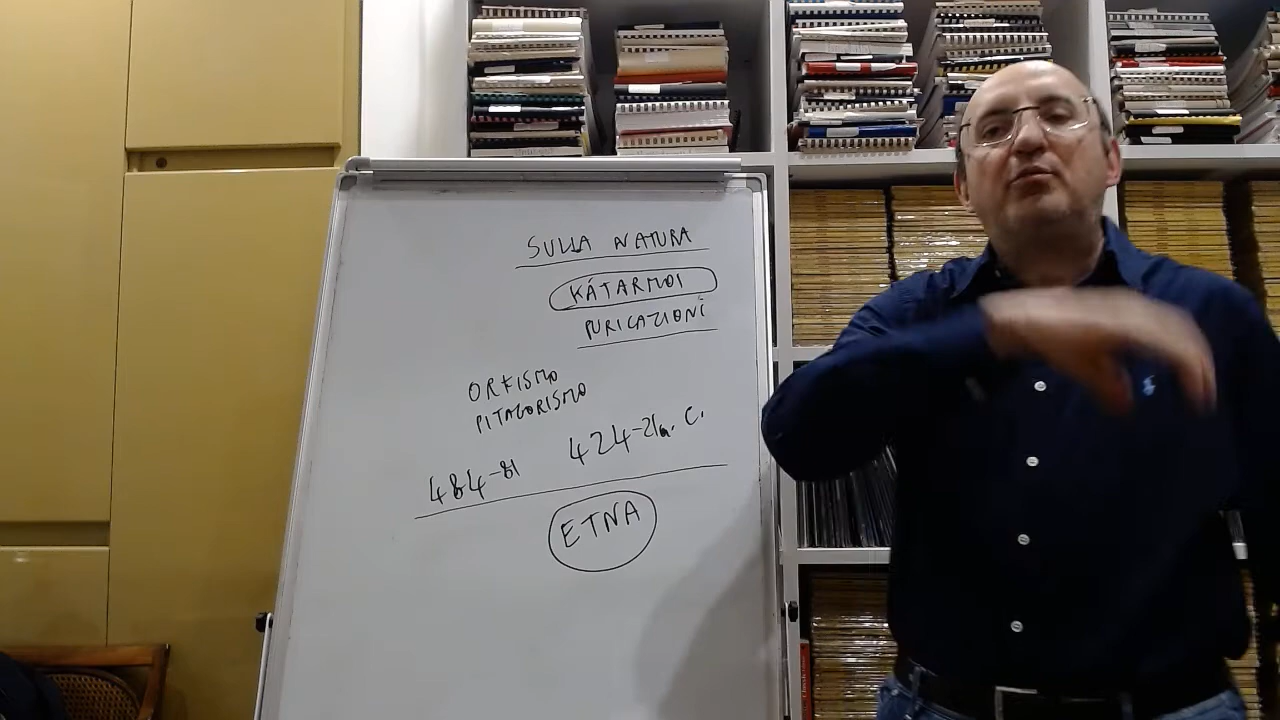 SULLA NATURA
KÁTARMOI
PURICAZIONI
ORFISMO
PITAGORISMO
484-81 424-21 a.C.
ETNA